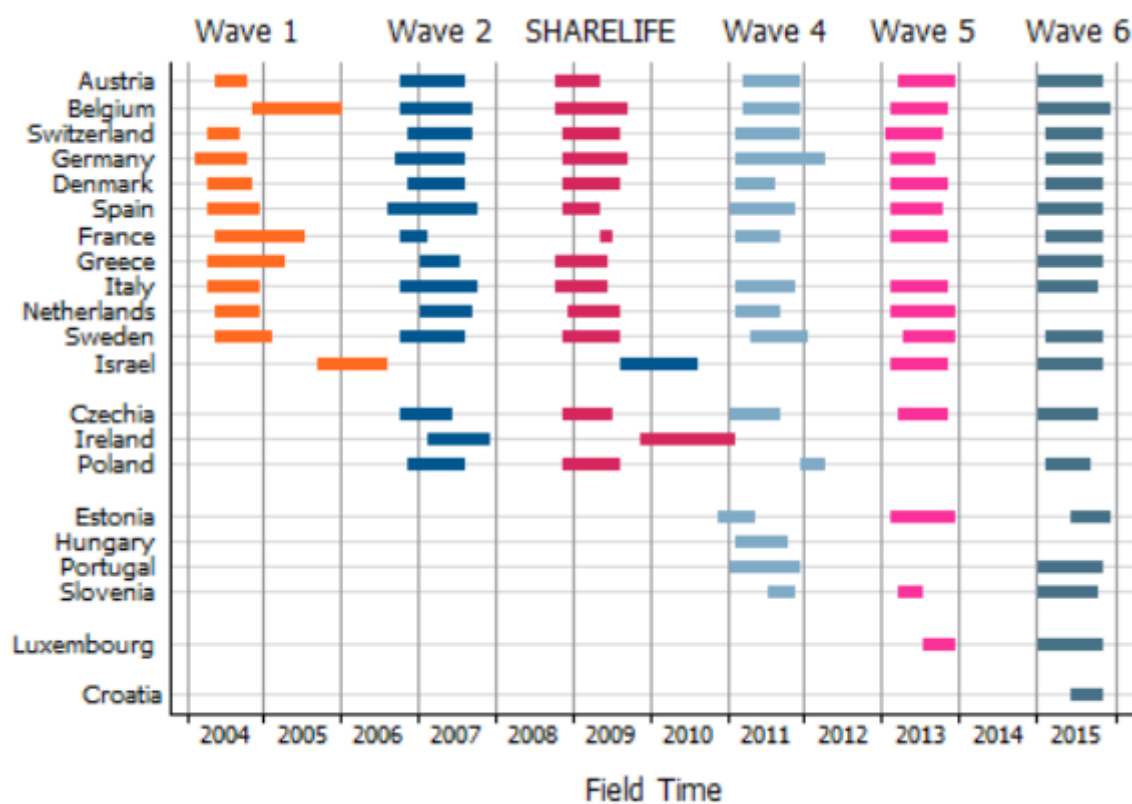 Wave 1 Wave 2 SHARELIFE Wave 4 Wave 5 Wave 6
Austria
Belgium
Switzerland
Germany
Denmark
Spain
France
Greece
Italy
Netherlands
Sweden
Israel
Czechia
Ireland
Poland
Estonia
Hungary
Portugal
Slovenia
Luxembourg
Croatia
2004 2005 2006 2007 2008 2009 2010 2011 2012 2013 2014 2015
Field Time